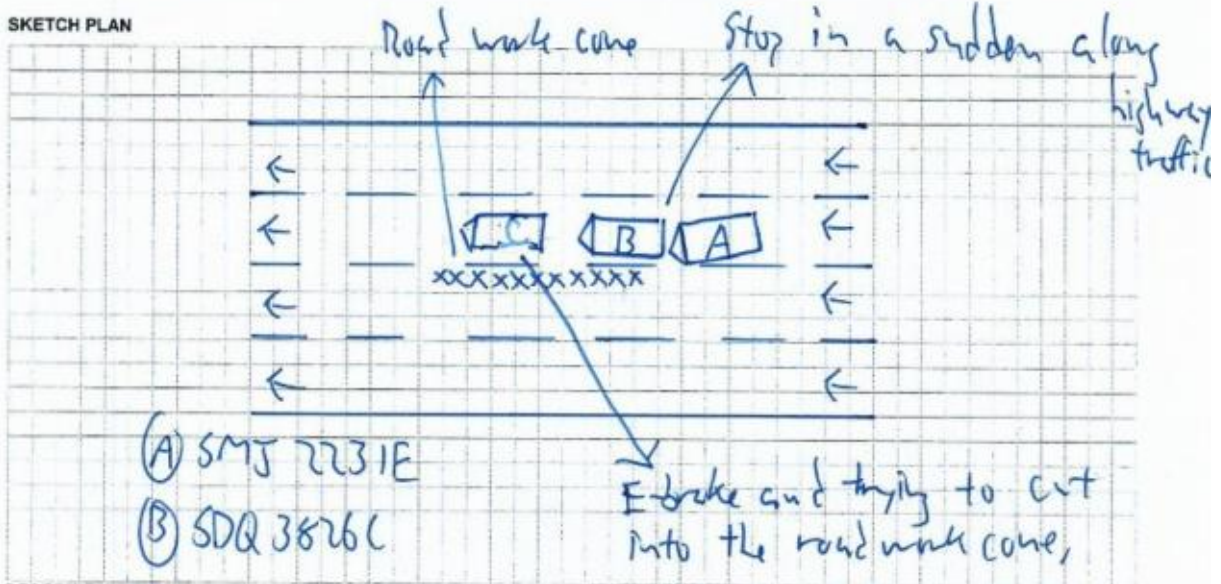 SKETCH PLAN
Road work cone
Stop in a sudden along
highway
traffic
C
B
A
xxxxxxxxxxxx
(A) SMJ 2231E
(B) SDQ 3826C
E-brake and trying to cut
into the road work cone,